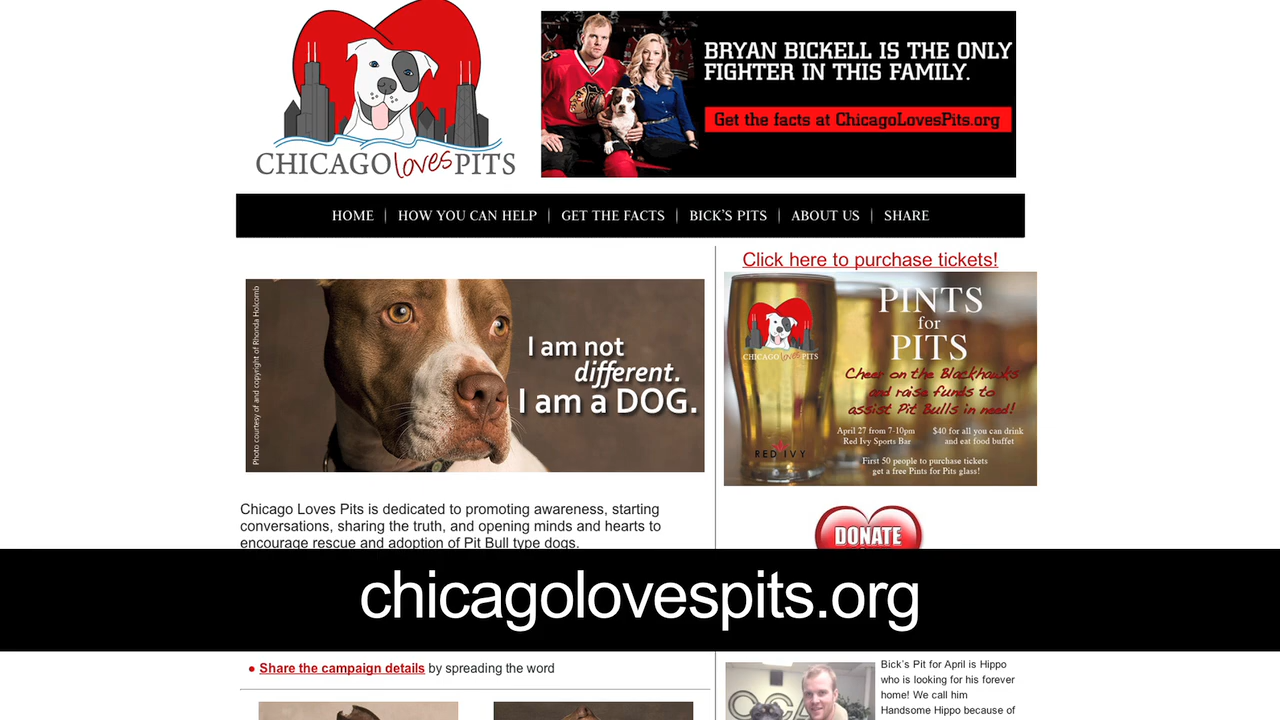 CHICAGO loves PITS
BRYAN BICKELL IS THE ONLY
FIGHTER IN THIS FAMILY.
Get the facts at ChicagoLovesPits.org
HOME | HOW YOU CAN HELP | GET THE FACTS | BICK'S PITS | ABOUT US | SHARE
Photo courtesy of and copyright of Rhonda Holcomb
I am not
different.
I am a DOG.
Click here to purchase tickets!
PINTS
for
PITS
Cheer on the Blackhawks
and raise funds to
assist Pit Bulls in need!
April 27 from 7-10pm
Red Ivy Sports Bar
$40 for all you can drink
and eat food buffet
First 50 people to purchase tickets
get a free Pints for Pits glass!
CHICAGO loves PITS
RED IVY
Chicago Loves Pits is dedicated to promoting awareness, starting
conversations, sharing the truth, and opening minds and hearts to
encourage rescue and adoption of Pit Bull type dogs.
DONATE
chicagolovespits.org
• Share the campaign details by spreading the word
Bick's Pit for April is Hippo
who is looking for his forever
home! We call him
Handsome Hippo because of